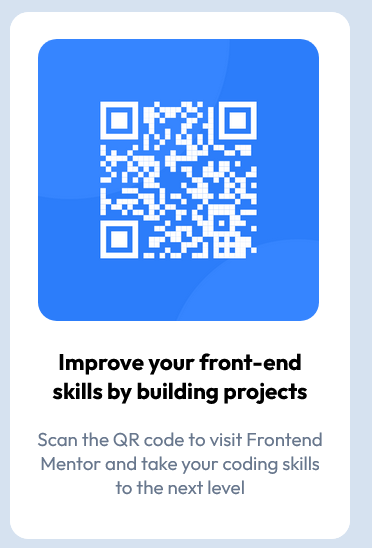 Improve your front-end
skills by building projects
Scan the QR code to visit Frontend
Mentor and take your coding skills
to the next level